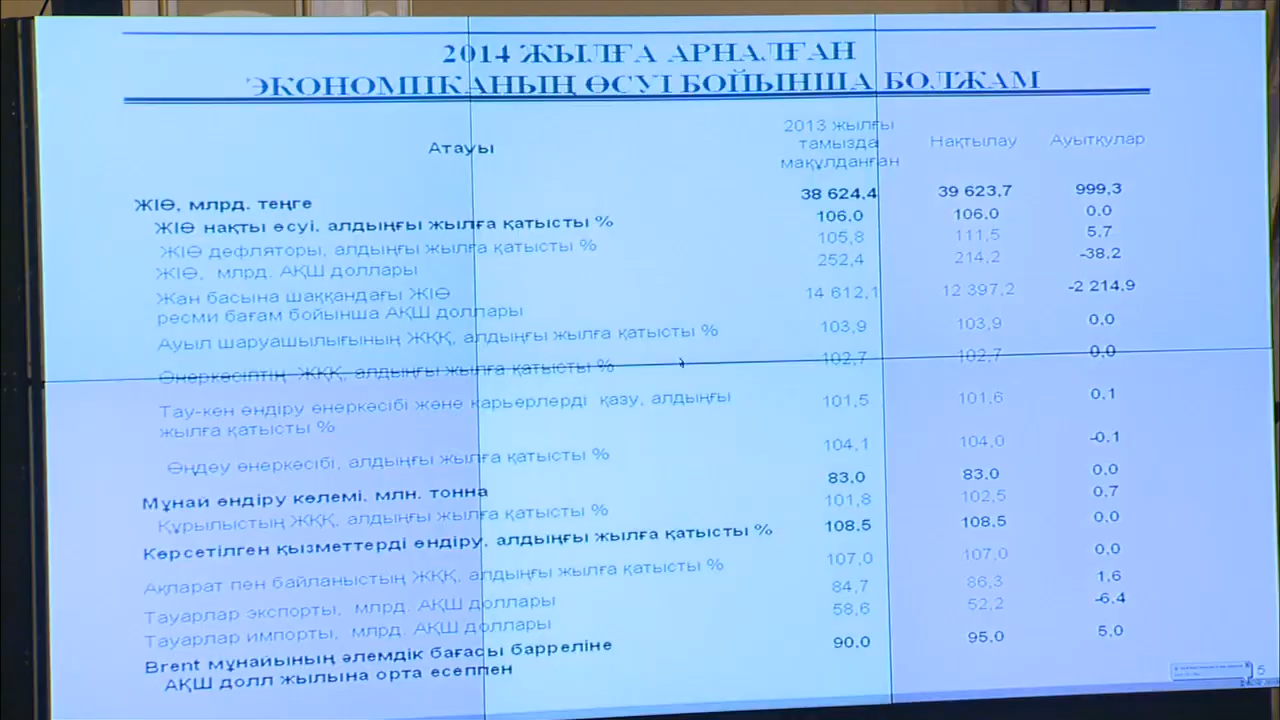 2014 ЖЫЛҒА АРНАЛҒАН
ЭКОНОМИКАНЫҢ ӨСУІ БОЙЫНША БОЛЖАМ
Атауы
2013 жылғы
тамызда
мақұлданған
Нақтылау
Ауытқулар
ЖІӨ, млрд. теңге 38 624,4 39 623,7 999,3
ЖІӨ нақты өсуі, алдыңғы жылға қатысты % 106,0 106,0 0,0
ЖІӨ дефляторы, алдыңғы жылға қатысты % 105,8 111,5 5,7
ЖІӨ, млрд. АҚШ доллары 252,4 214,2 -38,2
Жан басына шаққандағы ЖІӨ
ресми бағам бойынша АҚШ доллары 14 612,1 12 397,2 -2 214,9
Ауыл шаруашылығының ЖҚҚ, алдыңғы жылға қатысты % 103,9 103,9 0,0
Өнеркәсіптің ЖҚҚ, алдыңғы жылға қатысты % 102,7 102,7 0,0
Тау-кен өндіру өнеркәсібі және карьерлерді қазу, алдыңғы
жылға қатысты % 101,5 101,6 0,1
Өңдеу өнеркәсібі, алдыңғы жылға қатысты % 104,1 104,0 -0,1
Мұнай өндіру көлемі, млн. тонна 83,0 83,0 0,0
Құрылыстың ЖҚҚ, алдыңғы жылға қатысты % 101,8 102,5 0,7
Көрсетілген қызметтерді өндіру, алдыңғы жылға қатысты % 108,5 108,5 0,0
Ақпарат пен байланыстың ЖҚҚ, алдыңғы жылға қатысты % 107,0 107,0 0,0
Тауарлар экспорты, млрд. АҚШ доллары 84,7 86,3 1,6
Тауарлар импорты, млрд. АҚШ доллары 58,6 52,2 -6,4
Brent мұнайының әлемдік бағасы баррелiне 90,0 95,0 5,0
АҚШ долл жылына орта есеппен
5